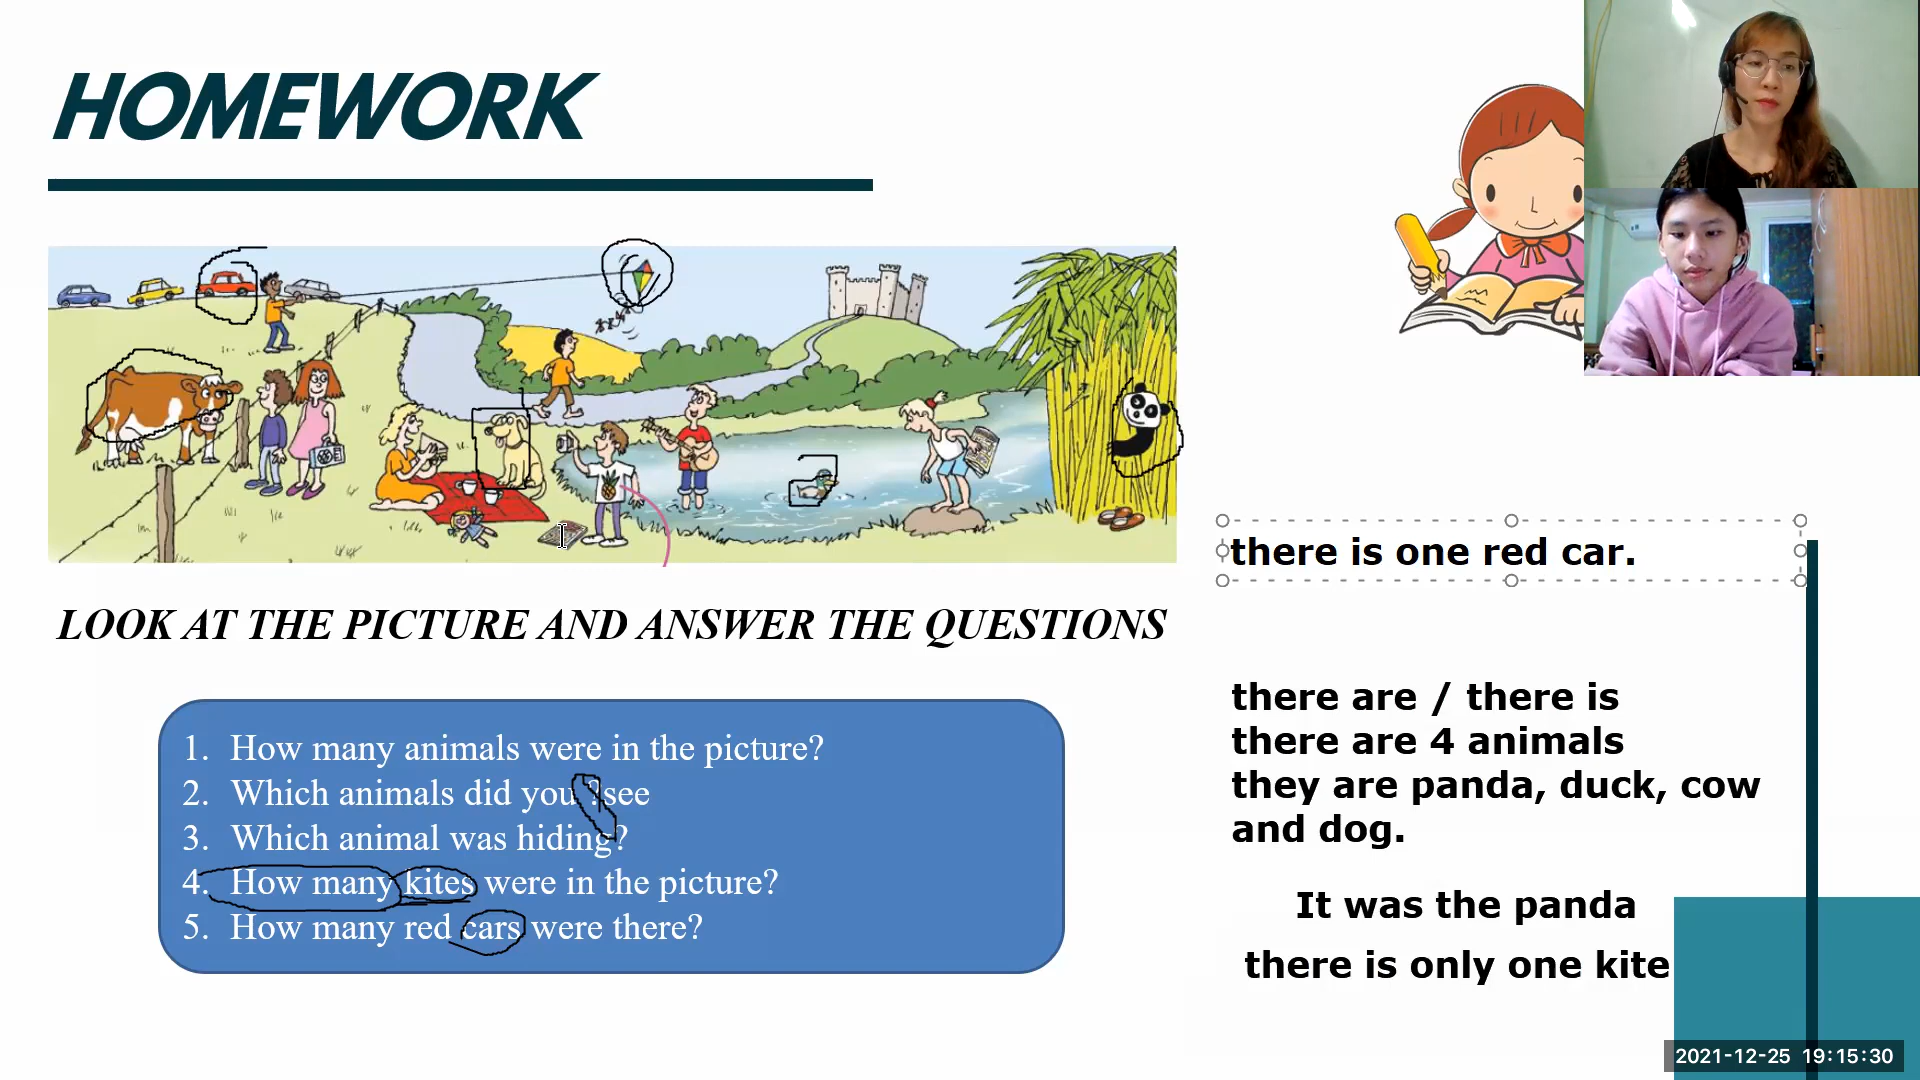 HOMEWORK
there is one red car.
LOOK AT THE PICTURE AND ANSWER THE QUESTIONS
1. How many animals were in the picture?
2. Which animals did you ?see
3. Which animal was hiding?
4. How many kites were in the picture?
5. How many red cars were there?
there are / there is
there are 4 animals
they are panda, duck, cow
and dog.
It was the panda
there is only one kite
2021-12-25 19:15:30